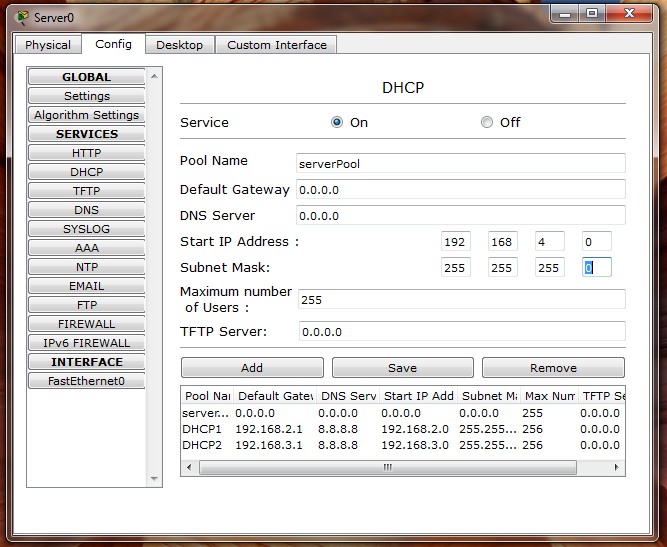 Server0
Physical Config Desktop Custom Interface
GLOBAL
Settings
Algorithm Settings
SERVICES
HTTP
DHCP
TFTP
DNS
SYSLOG
AAA
NTP
EMAIL
FTP
FIREWALL
IPv6 FIREWALL
INTERFACE
FastEthernet0
DHCP
Service On Off
Pool Name serverPool
Default Gateway 0.0.0.0
DNS Server 0.0.0.0
Start IP Address : 192 168 4 0
Subnet Mask: 255 255 255 0
Maximum number
of Users : 255
TFTP Server: 0.0.0.0
Add Save Remove
Pool Nar Default Gatew DNS Serv Start IP Add Subnet Ma Max Num TFTP Se
server... 0.0.0.0 0.0.0.0 0.0.0.0 0.0.0.0 255 0.0.0.0
DHCP1 192.168.2.1 8.8.8.8 192.168.2.0 255.255... 256 0.0.0.0
DHCP2 192.168.3.1 8.8.8.8 192.168.3.0 255.255... 256 0.0.0.0